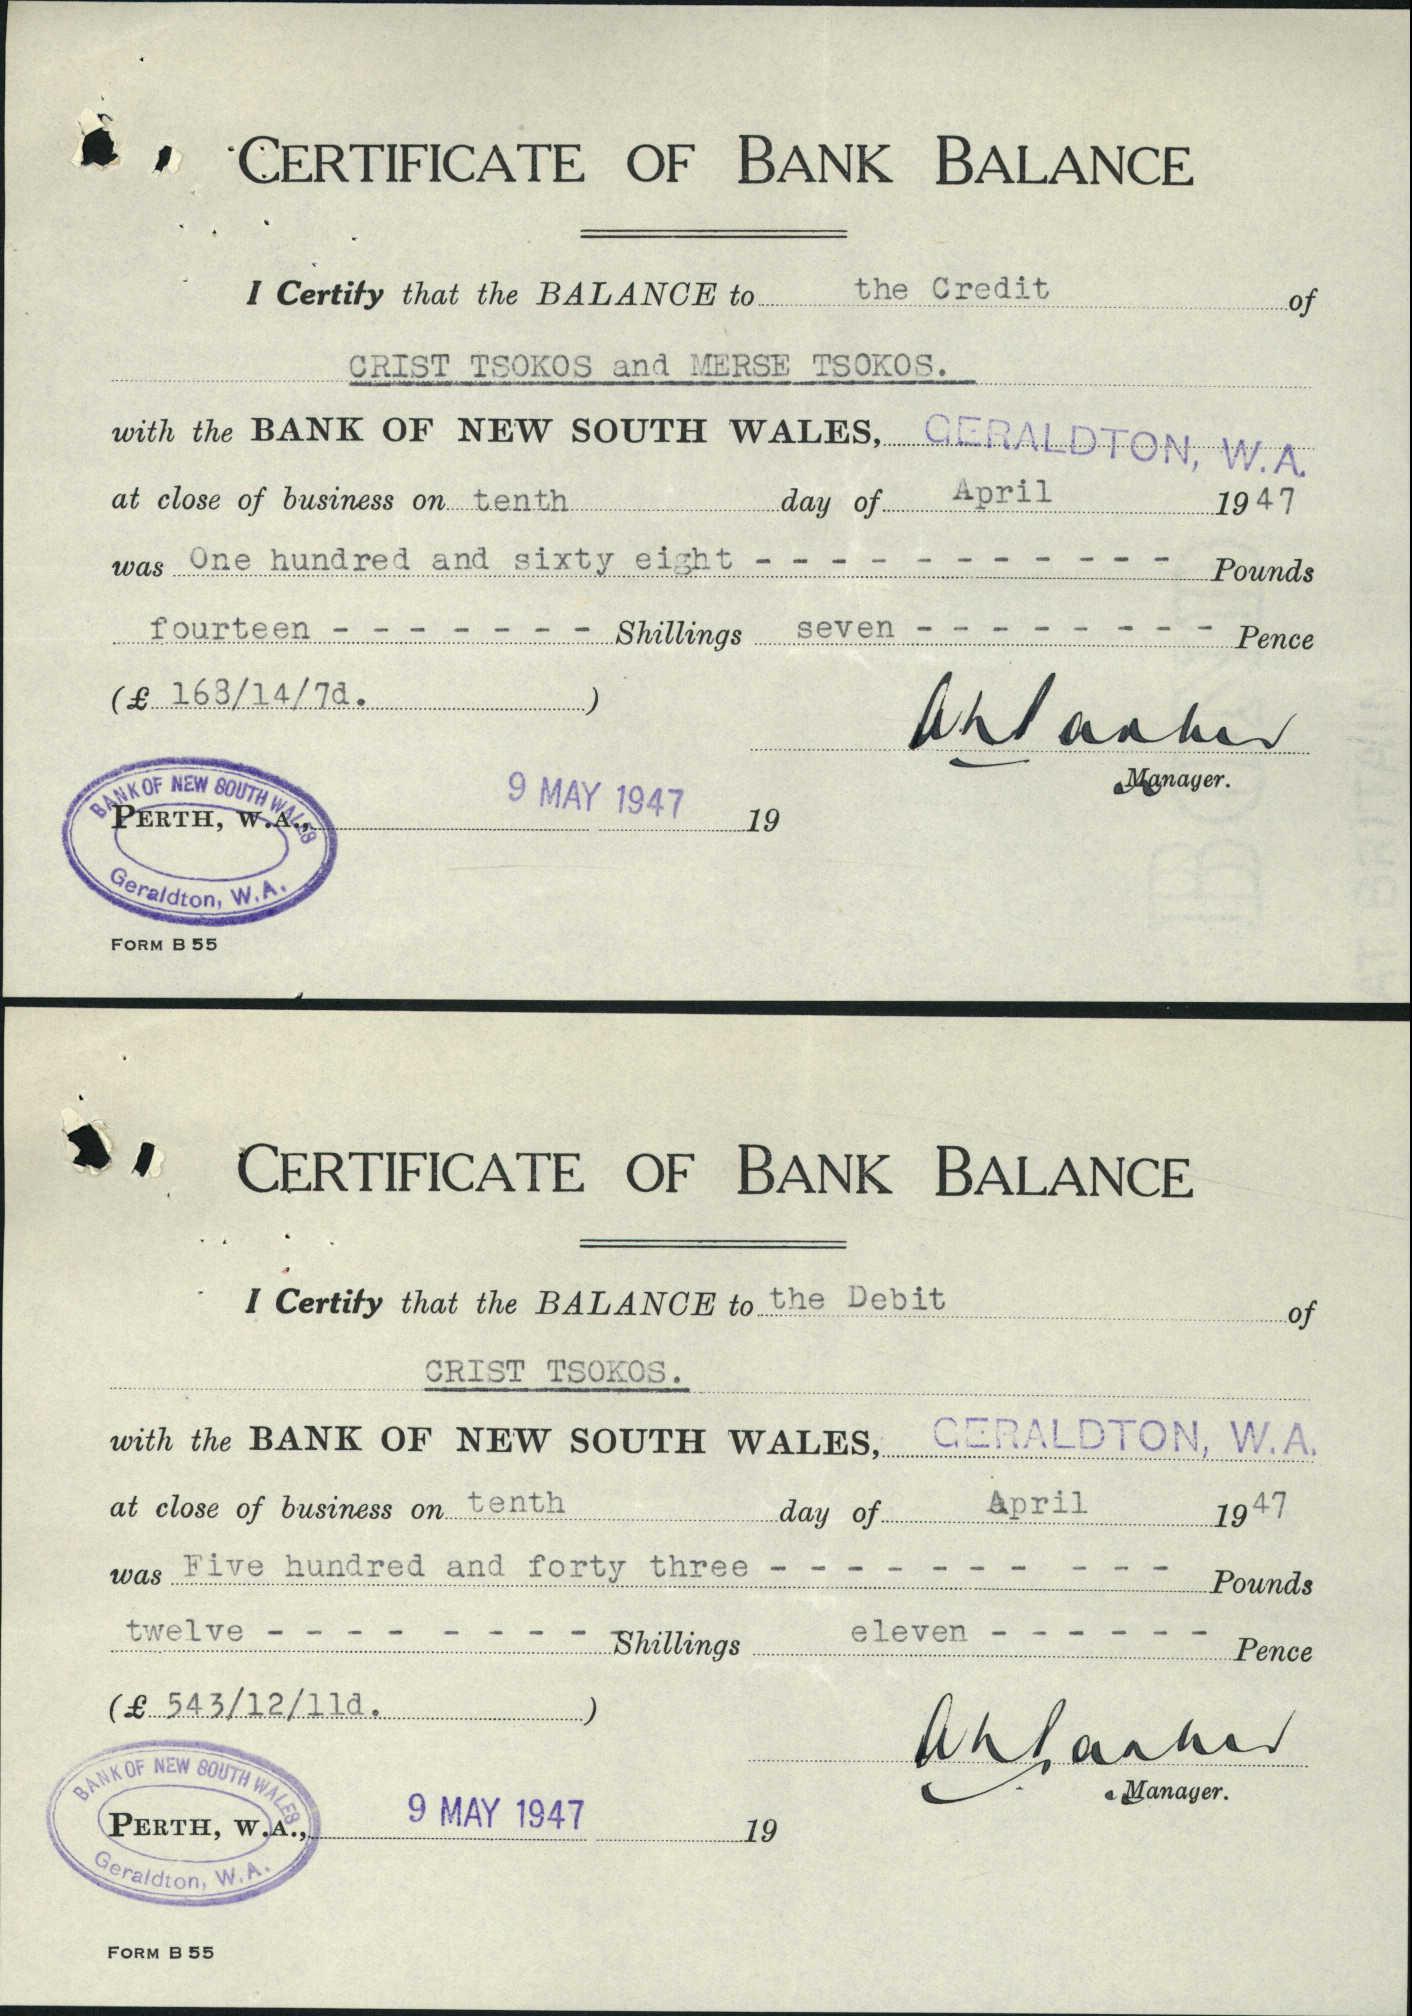 CERTIFICATE OF BANK BALANCE
I Certify that the BALANCE to the Credit of
CRIST TSOKOS and MERSE TSOKOS.
with the BANK OF NEW SOUTH WALES, GERALDTON, W.A.
at close of business on tenth day of April 1947
was One hundred and sixty eight - - - - - - - - - - - Pounds
fourteen - - - - - - - Shillings seven - - - - - - - - Pence
(£ 168/14/7d. )
Manager.
BANK OF NEW SOUTH WALES
9 MAY 1947
PERTH, W.A., 19
Geraldton, W.A.
FORM B 55
CERTIFICATE OF BANK BALANCE
I Certify that the BALANCE to the Debit of
CRIST TSOKOS.
with the BANK OF NEW SOUTH WALES, GERALDTON, W.A.
at close of business on tenth day of April 1947
was Five hundred and forty three - - - - - - - - - - Pounds
twelve - - - - - - - - - Shillings eleven - - - - - - Pence
(£ 543/12/11d. )
Manager.
BANK OF NEW SOUTH WALES
9 MAY 1947
PERTH, W.A., 19
Geraldton, W.A.
FORM B 55